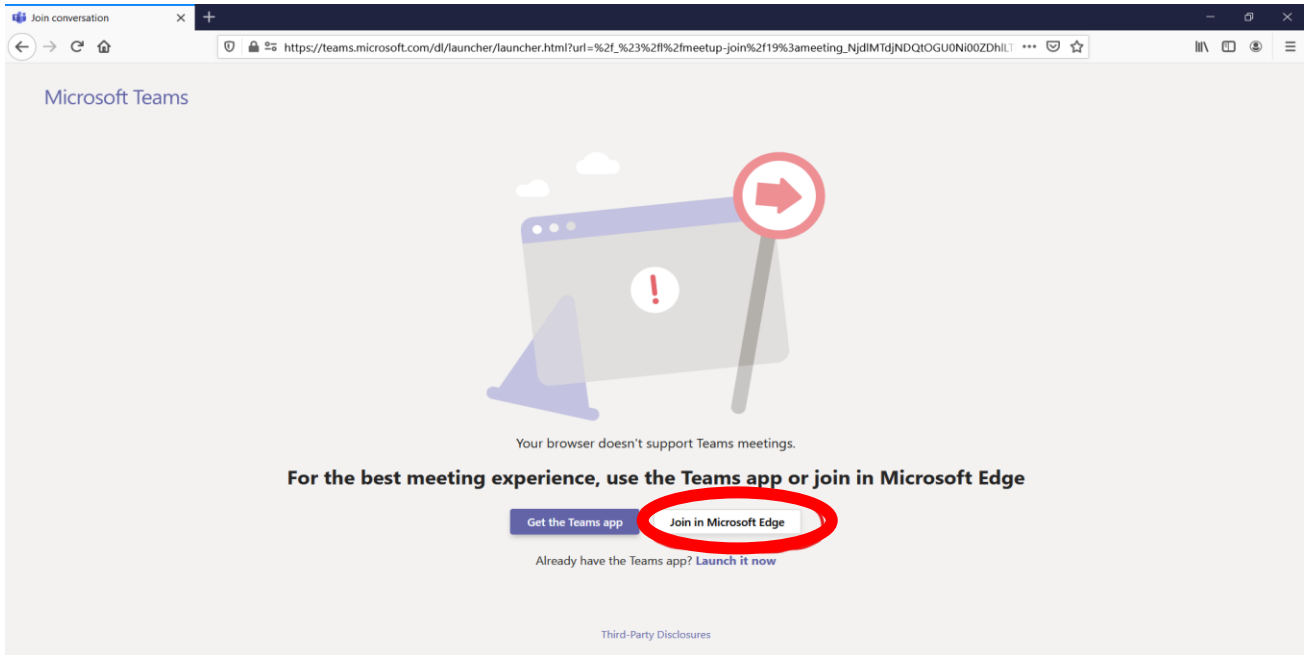 Join conversation
https://teams.microsoft.com/dl/launcher/launcher.html?url=%2f_%23%2fl%2fmeetup-join%2f19%3ameeting_NjdlMTdjNDQtOGU0Ni00ZDhlLT
Microsoft Teams
!
Your browser doesn't support Teams meetings.
For the best meeting experience, use the Teams app or join in Microsoft Edge
Get the Teams app Join in Microsoft Edge
Already have the Teams app? Launch it now
Third-Party Disclosures